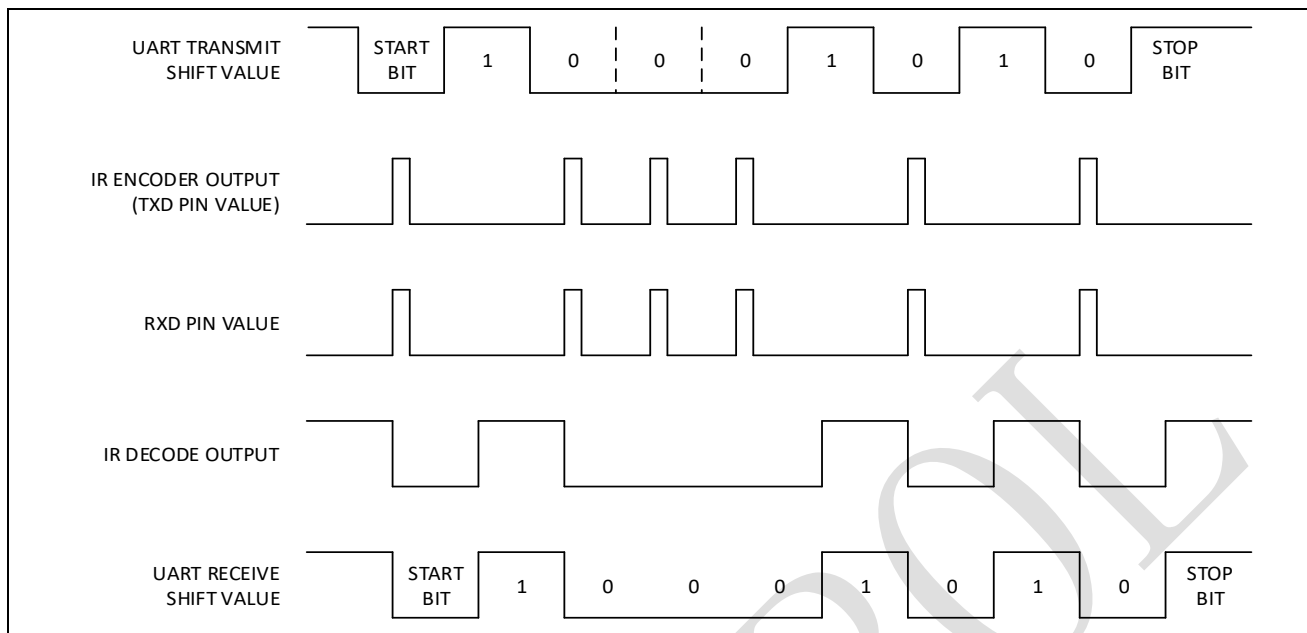 UART TRANSMIT
SHIFT VALUE
START
BIT
1 0 0 0 1 0 1 0
STOP
BIT
IR ENCODER OUTPUT
(TXD PIN VALUE)
RXD PIN VALUE
IR DECODE OUTPUT
UART RECEIVE
SHIFT VALUE
START
BIT
1 0 0 0 1 0 1 0
STOP
BIT